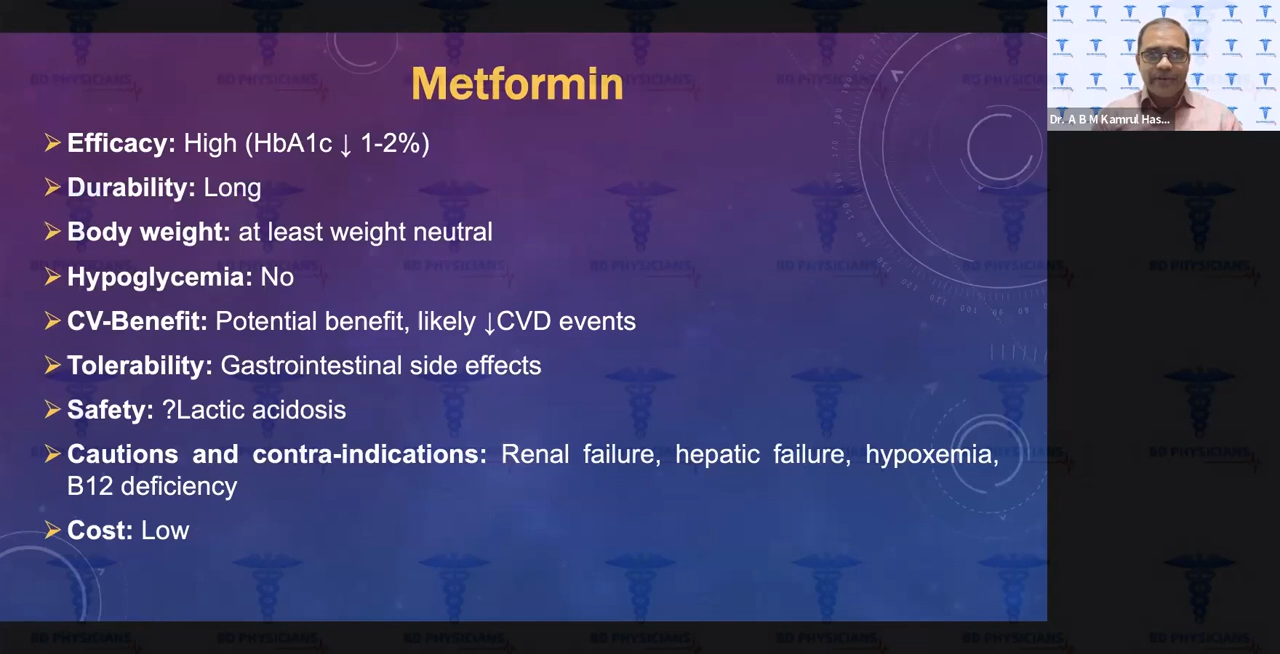 Metformin
➢ Efficacy: High (HbA1c ↓ 1-2%)
➢ Durability: Long
➢ Body weight: at least weight neutral
➢ Hypoglycemia: No
➢ CV-Benefit: Potential benefit, likely ↓CVD events
➢ Tolerability: Gastrointestinal side effects
➢ Safety: ?Lactic acidosis
➢ Cautions and contra-indications: Renal failure, hepatic failure, hypoxemia,
B12 deficiency
➢ Cost: Low
Dr. A B M Kamrul Has...
BD PHYSICIANS